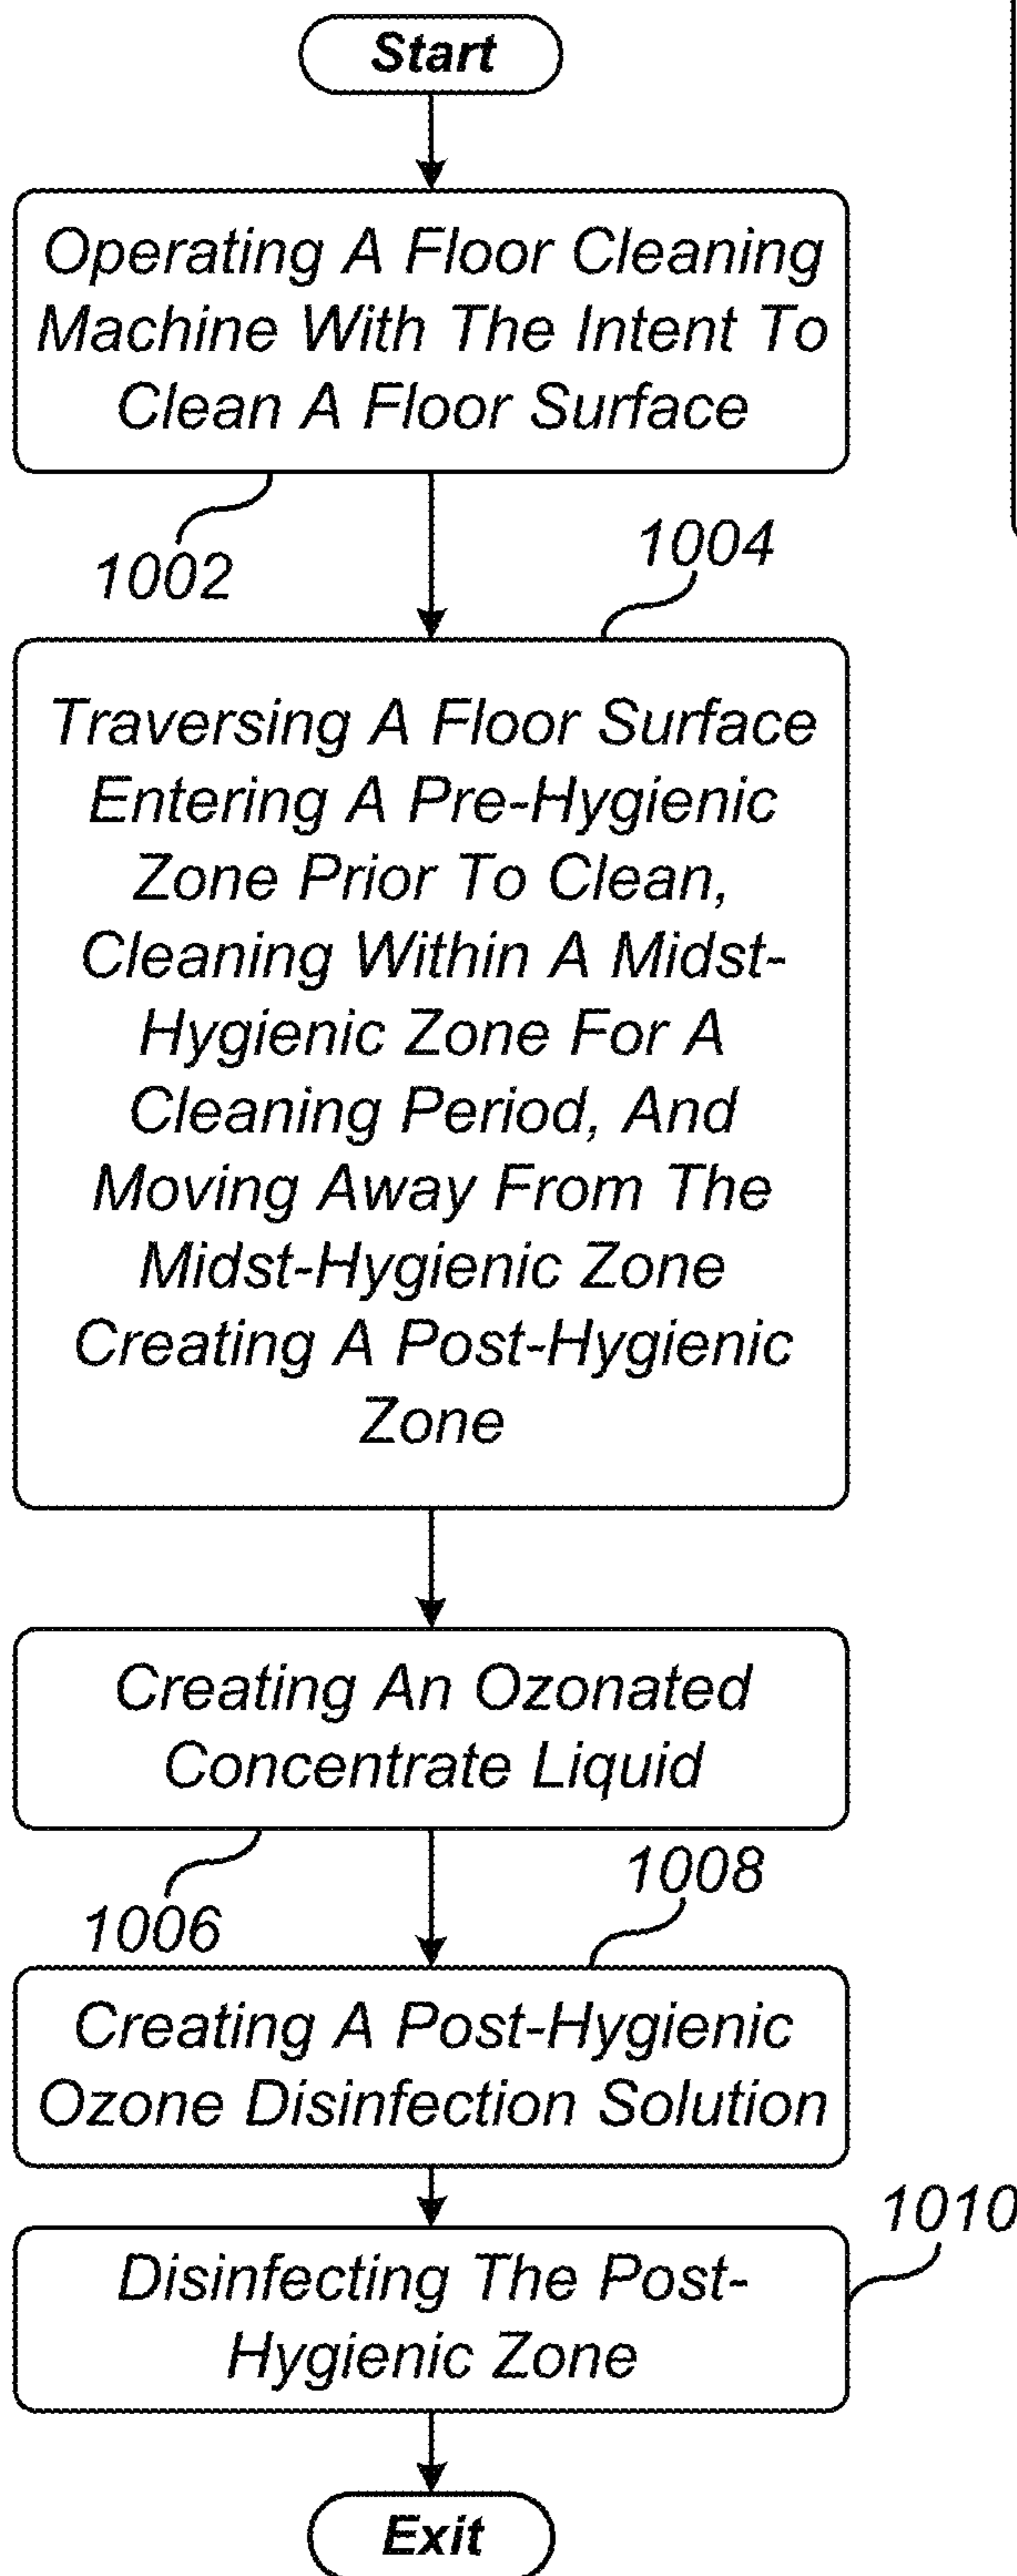 Start
Operating A Floor Cleaning
Machine With The Intent To
Clean A Floor Surface
1002
1004
Traversing A Floor Surface
Entering A Pre-Hygienic
Zone Prior To Clean,
Cleaning Within A Midst-
Hygienic Zone For A
Cleaning Period, And
Moving Away From The
Midst-Hygienic Zone
Creating A Post-Hygienic
Zone
Creating An Ozonated
Concentrate Liquid
1006
1008
Creating A Post-Hygienic
Ozone Disinfection Solution
1010
Disinfecting The Post-
Hygienic Zone
Exit